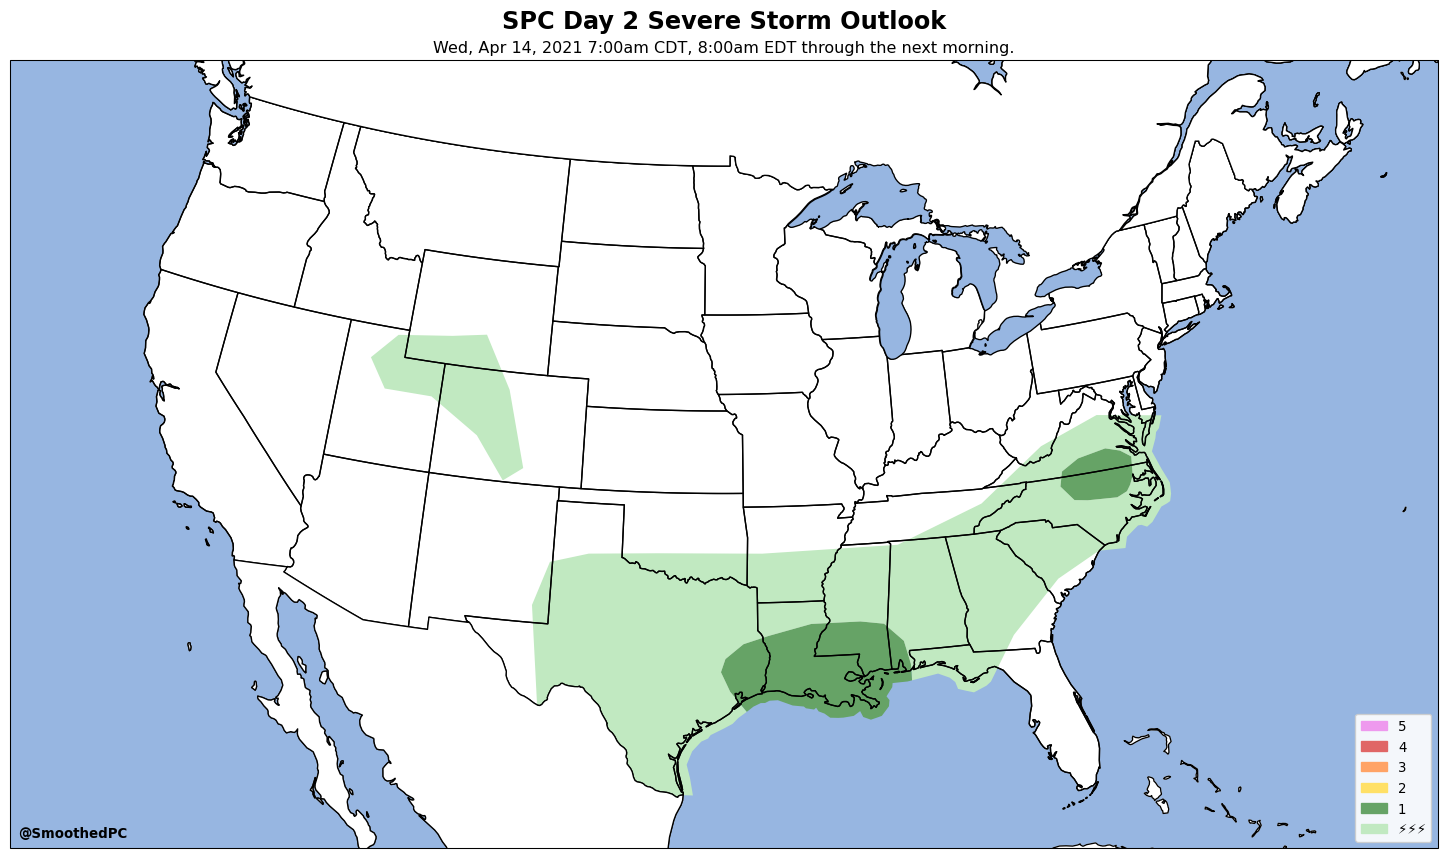 SPC Day 2 Severe Storm Outlook
Wed, Apr 14, 2021 7:00am CDT, 8:00am EDT through the next morning.
5
4
3
2
1
⚡⚡⚡
@SmoothedPC